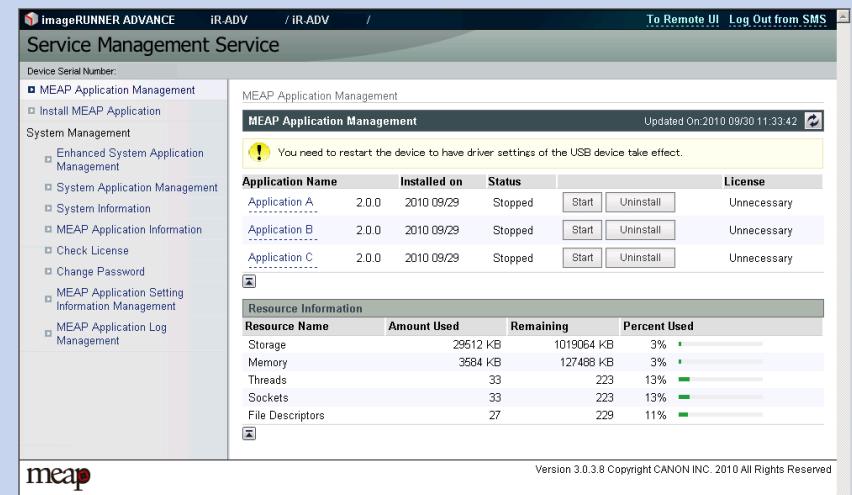 imageRUNNER ADVANCE iR-ADV / iR-ADV / To Remote UI Log Out from SMS
Service Management Service
Device Serial Number:
MEAP Application Management
Install MEAP Application
System Management
Enhanced System Application
Management
System Application Management
System Information
MEAP Application Information
Check License
Change Password
MEAP Application Setting
Information Management
MEAP Application Log
Management
MEAP Application Management
MEAP Application Management Updated On:2010 09/30 11:33:42
You need to restart the device to have driver settings of the USB device take effect.
Application Name Installed on Status License
Application A 2.0.0 2010 09/29 Stopped Start Uninstall Unnecessary
Application B 2.0.0 2010 09/29 Stopped Start Uninstall Unnecessary
Application C 2.0.0 2010 09/29 Stopped Start Uninstall Unnecessary
Resource Information
Resource Name Amount Used Remaining Percent Used
Storage 29512 KB 1019064 KB 3%
Memory 3584 KB 127488 KB 3%
Threads 33 223 13%
Sockets 33 223 13%
File Descriptors 27 229 11%
meap
Version 3.0.3.8 Copyright CANON INC. 2010 All Rights Reserved